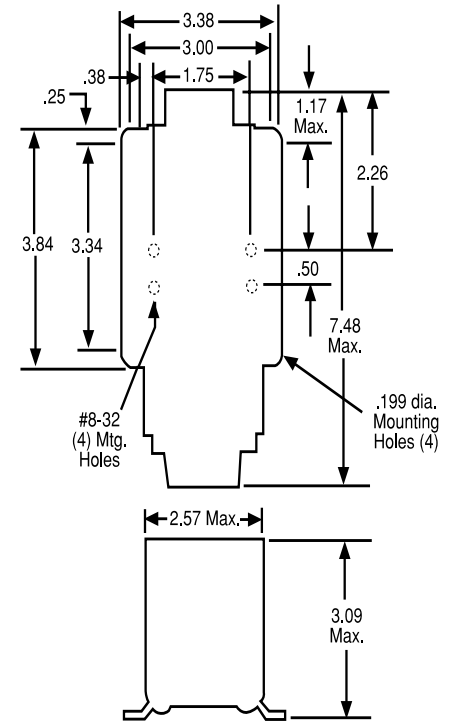 3.38
3.00
.38
1.75
.25
1.17
Max.
2.26
3.84
3.34
.50
7.48
Max.
#8-32
(4) Mtg.
Holes
.199 dia.
Mounting
Holes (4)
2.57 Max.
3.09
Max.